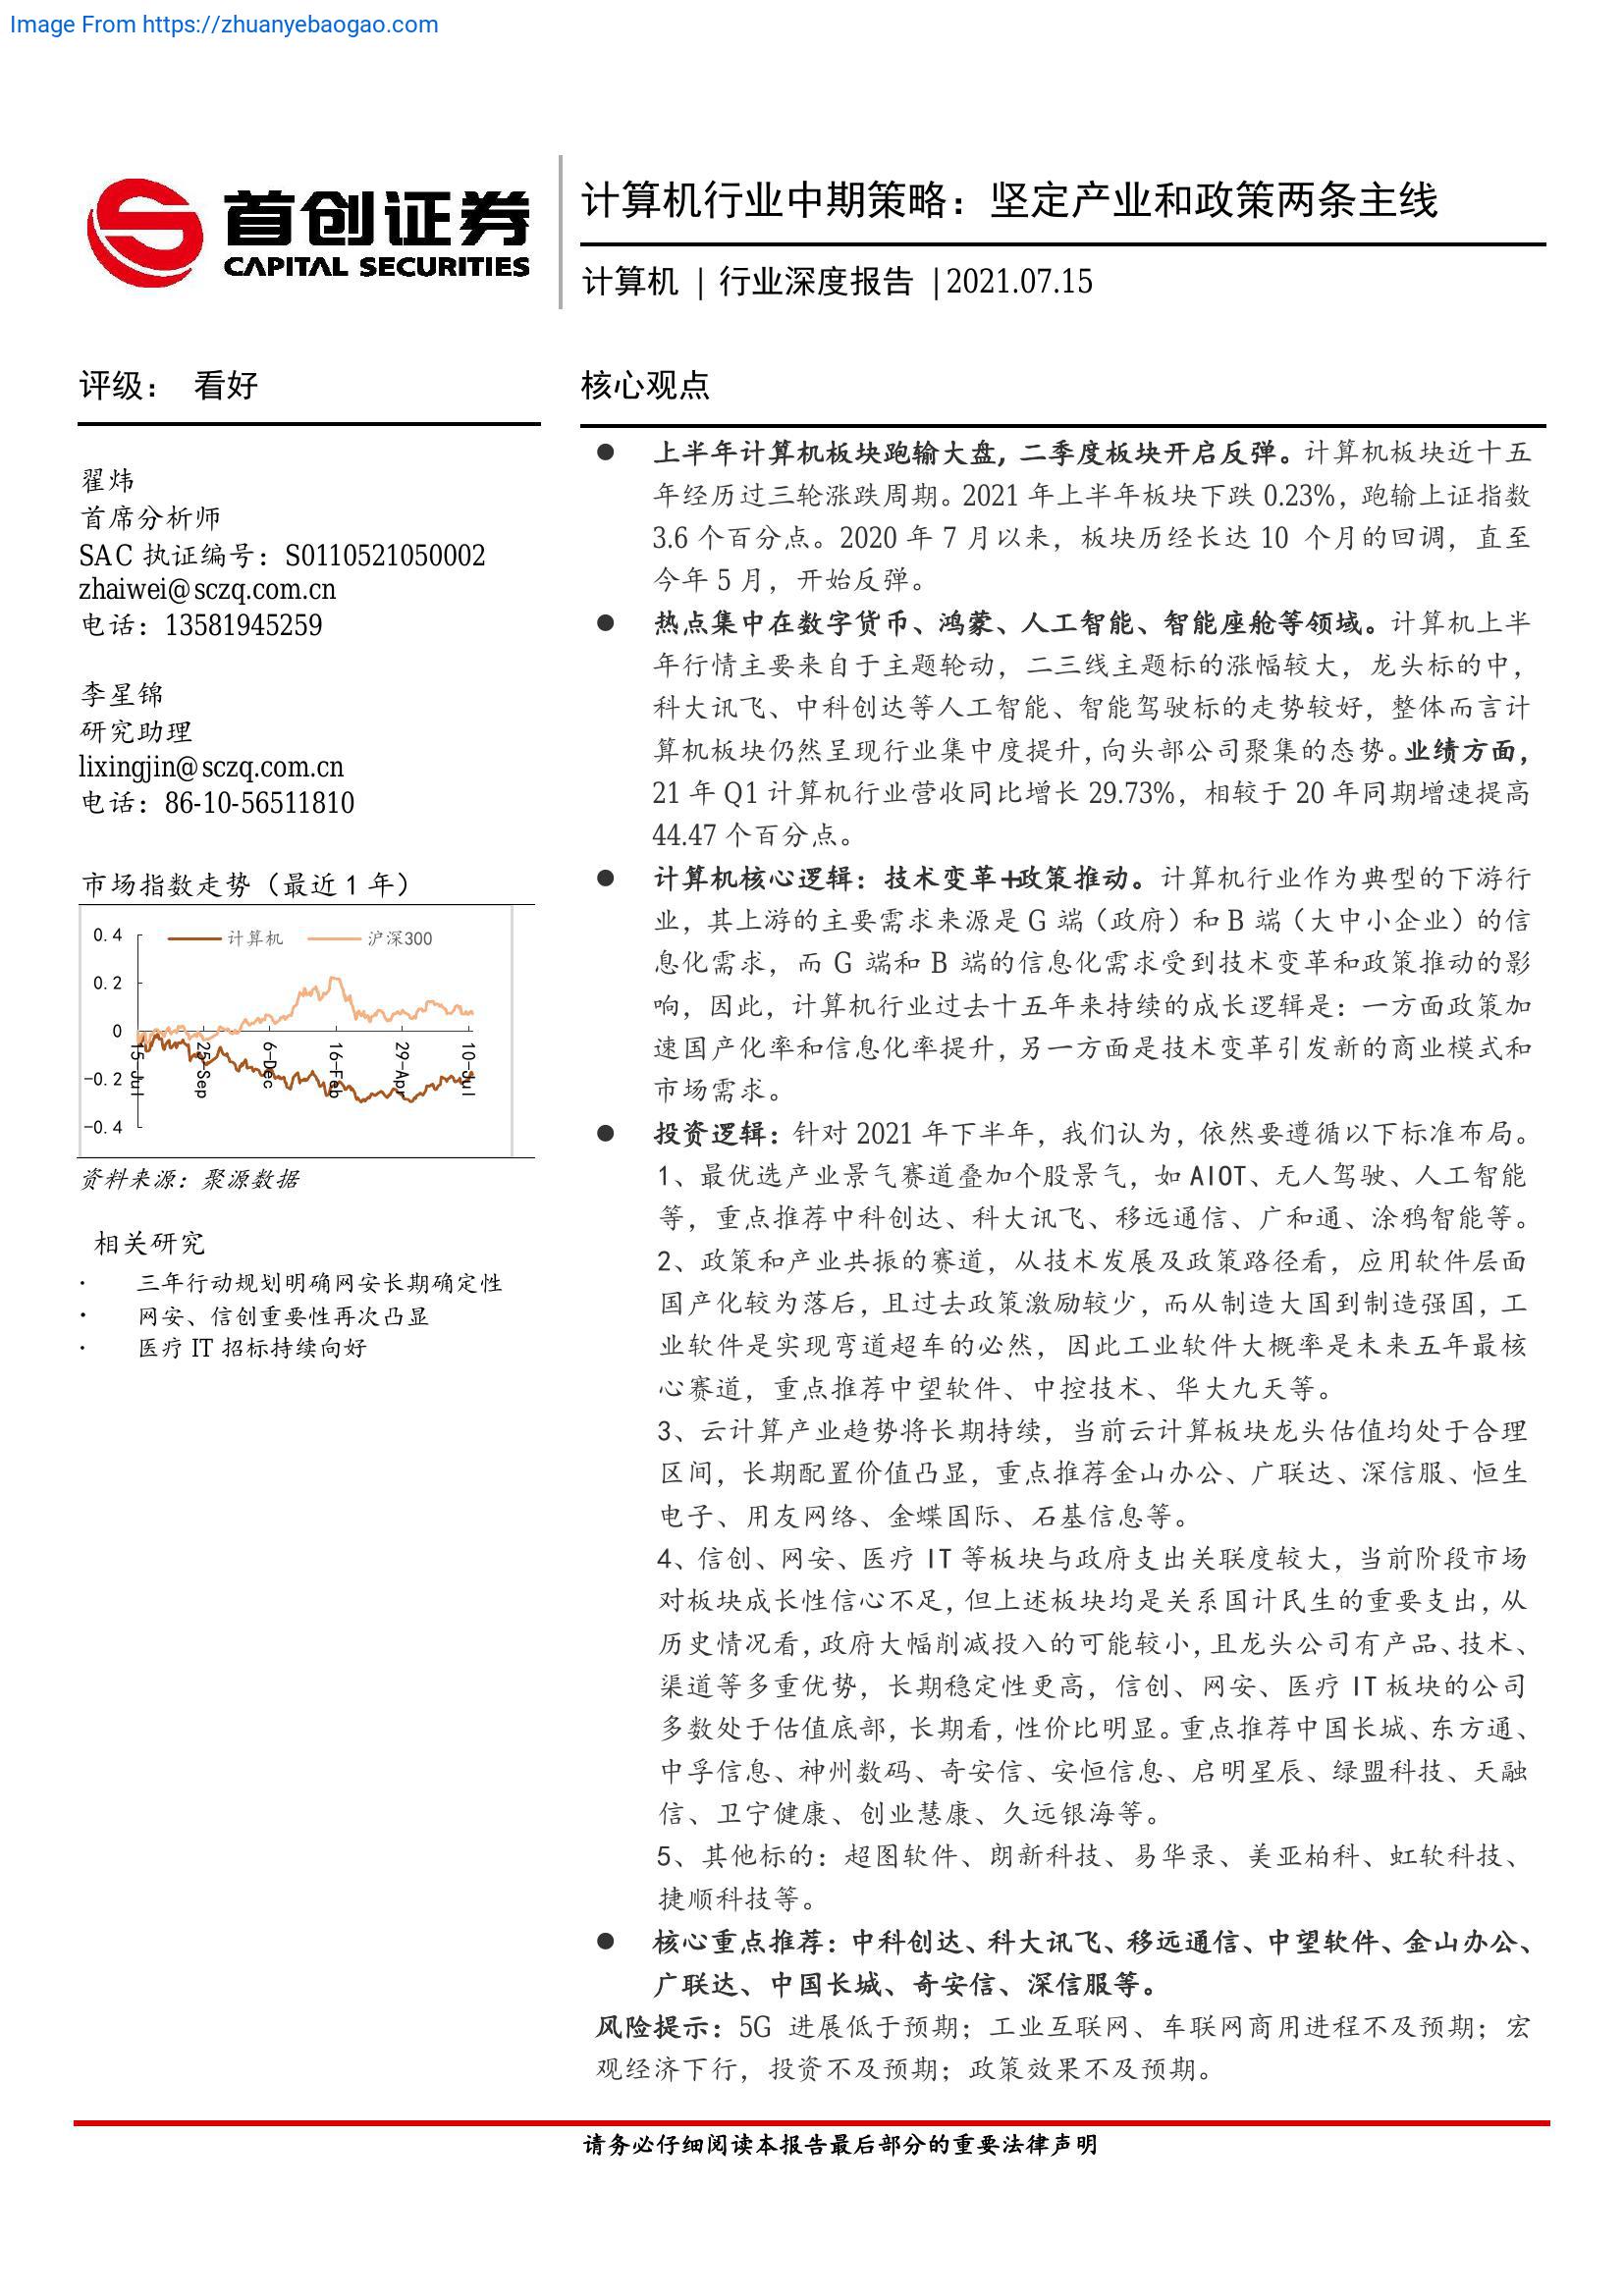 Image From https://zhuanyebaogao.com
首创证券
CAPITAL SECURITIES
计算机行业中期策略：坚定产业和政策两条主线
计算机 | 行业深度报告 |2021.07.15
评级： 看好
翟炜
首席分析师
SAC 执证编号：S0110521050002
zhaiwei@sczq.com.cn
电话：13581945259
李星锦
研究助理
lixingjin@sczq.com.cn
电话：86-10-56511810
市场指数走势（最近 1 年）
计算机 沪深300
0.4
0.2
0
-0.2
-0.4
15-Jul
25-Sep
6-Dec
16-Feb
29-Apr
10-Jul
资料来源：聚源数据
相关研究
· 三年行动规划明确网安长期确定性
· 网安、信创重要性再次凸显
· 医疗 IT 招标持续向好
核心观点
● 上半年计算机板块跑输大盘，二季度板块开启反弹。计算机板块近十五
年经历过三轮涨跌周期。2021 年上半年板块下跌 0.23%，跑输上证指数
3.6 个百分点。2020 年 7 月以来，板块历经长达 10 个月的回调，直至
今年 5 月，开始反弹。
● 热点集中在数字货币、鸿蒙、人工智能、智能座舱等领域。计算机上半
年行情主要来自于主题轮动，二三线主题标的涨幅较大，龙头标的中，
科大讯飞、中科创达等人工智能、智能驾驶标的走势较好，整体而言计
算机板块仍然呈现行业集中度提升，向头部公司聚集的态势。业绩方面，
21 年 Q1 计算机行业营收同比增长 29.73%，相较于 20 年同期增速提高
44.47 个百分点。
● 计算机核心逻辑：技术变革+政策推动。计算机行业作为典型的下游行
业，其上游的主要需求来源是 G 端（政府）和 B 端（大中小企业）的信
息化需求，而 G 端和 B 端的信息化需求受到技术变革和政策推动的影
响，因此，计算机行业过去十五年来持续的成长逻辑是：一方面政策加
速国产化率和信息化率提升，另一方面是技术变革引发新的商业模式和
市场需求。
● 投资逻辑：针对 2021 年下半年，我们认为，依然要遵循以下标准布局。
1、最优选产业景气赛道叠加个股景气，如 AIOT、无人驾驶、人工智能
等，重点推荐中科创达、科大讯飞、移远通信、广和通、涂鸦智能等。
2、政策和产业共振的赛道，从技术发展及政策路径看，应用软件层面
国产化较为落后，且过去政策激励较少，而从制造大国到制造强国，工
业软件是实现弯道超车的必然，因此工业软件大概率是未来五年最核
心赛道，重点推荐中望软件、中控技术、华大九天等。
3、云计算产业趋势将长期持续，当前云计算板块龙头估值均处于合理
区间，长期配置价值凸显，重点推荐金山办公、广联达、深信服、恒生
电子、用友网络、金蝶国际、石基信息等。
4、信创、网安、医疗 IT 等板块与政府支出关联度较大，当前阶段市场
对板块成长性信心不足，但上述板块均是关系国计民生的重要支出，从
历史情况看，政府大幅削减投入的可能较小，且龙头公司有产品、技术、
渠道等多重优势，长期稳定性更高，信创、网安、医疗 IT 板块的公司
多数处于估值底部，长期看，性价比明显。重点推荐中国长城、东方通、
中孚信息、神州数码、奇安信、安恒信息、启明星辰、绿盟科技、天融
信、卫宁健康、创业慧康、久远银海等。
5、其他标的：超图软件、朗新科技、易华录、美亚柏科、虹软科技、
捷顺科技等。
● 核心重点推荐：中科创达、科大讯飞、移远通信、中望软件、金山办公、
广联达、中国长城、奇安信、深信服等。
风险提示：5G 进展低于预期；工业互联网、车联网商用进程不及预期；宏
观经济下行，投资不及预期；政策效果不及预期。
请务必仔细阅读本报告最后部分的重要法律声明